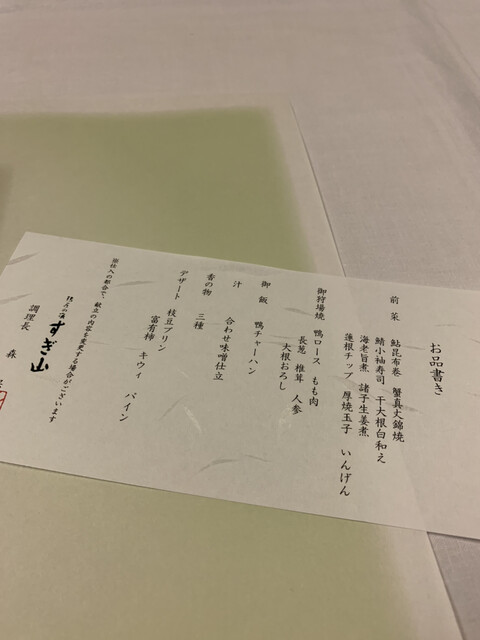 お品書き
前菜 鮎昆布巻 蟹真丈錦焼
鯖小袖寿司 干大根白和え
海老旨煮 諸子生姜煮
蓮根チップ 厚焼玉子 いんげん
御狩場焼 鴨ロース もも肉
長葱 椎茸 人参
大根おろし
御飯 鴨チャーハン
汁 合わせ味噌仕立
香の物 三種
デザート 枝豆プリン
富有柿 キウイ パイン
仕入の都合で、献立の内容を変更する場合がございます
すぎ山
調理長 森